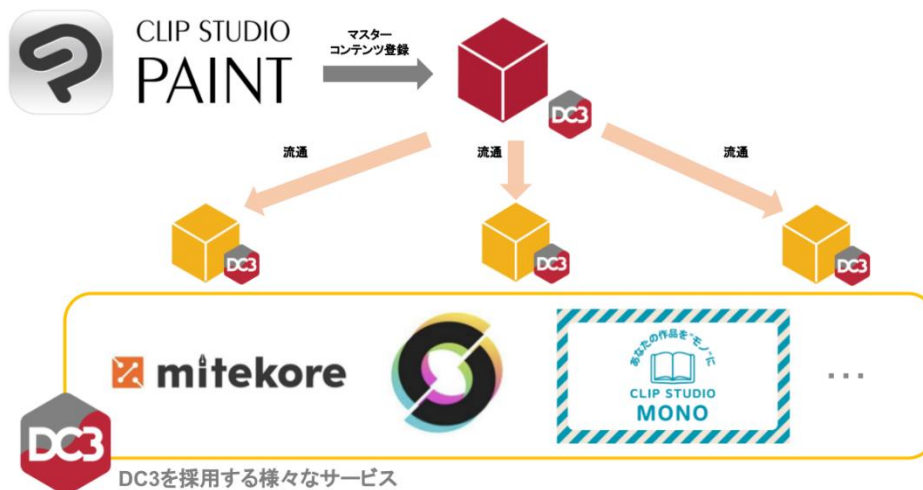 CLIP STUDIO
PAINT
マスター
コンテンツ登録
DC3
流通
流通
流通
DC3
DC3
DC3
mitekore
あなたの作品を"モノ"に
CLIP STUDIO
MONO
...
DC3
DC3を採用する様々なサービス